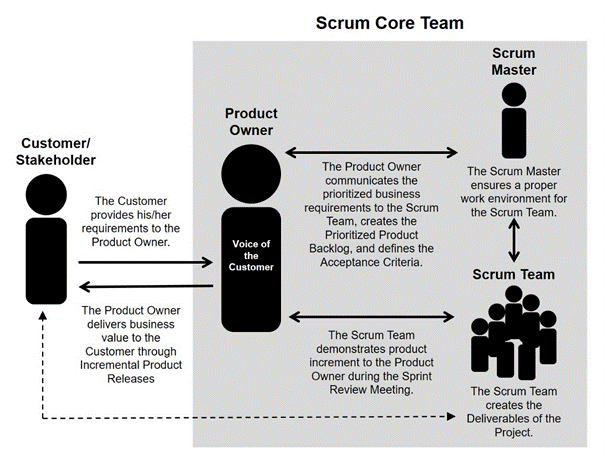 Scrum Core Team
Scrum
Master
Product
Owner
Customer/
Stakeholder
The Customer
provides his/her
requirements to the
Product Owner.
The Product Owner
delivers business
value to the
Customer through
Incremental Product
Releases
Voice of
the
Customer
The Product Owner
communicates the
prioritized business
requirements to the Scrum
Team, creates the
Prioritized Product
Backlog, and defines the
Acceptance Criteria.
The Scrum Master
ensures a proper
work environment for
the Scrum Team.
Scrum Team
The Scrum Team
demonstrates product
increment to the Product
Owner during the Sprint
Review Meeting.
The Scrum Team
creates the
Deliverables of the
Project.